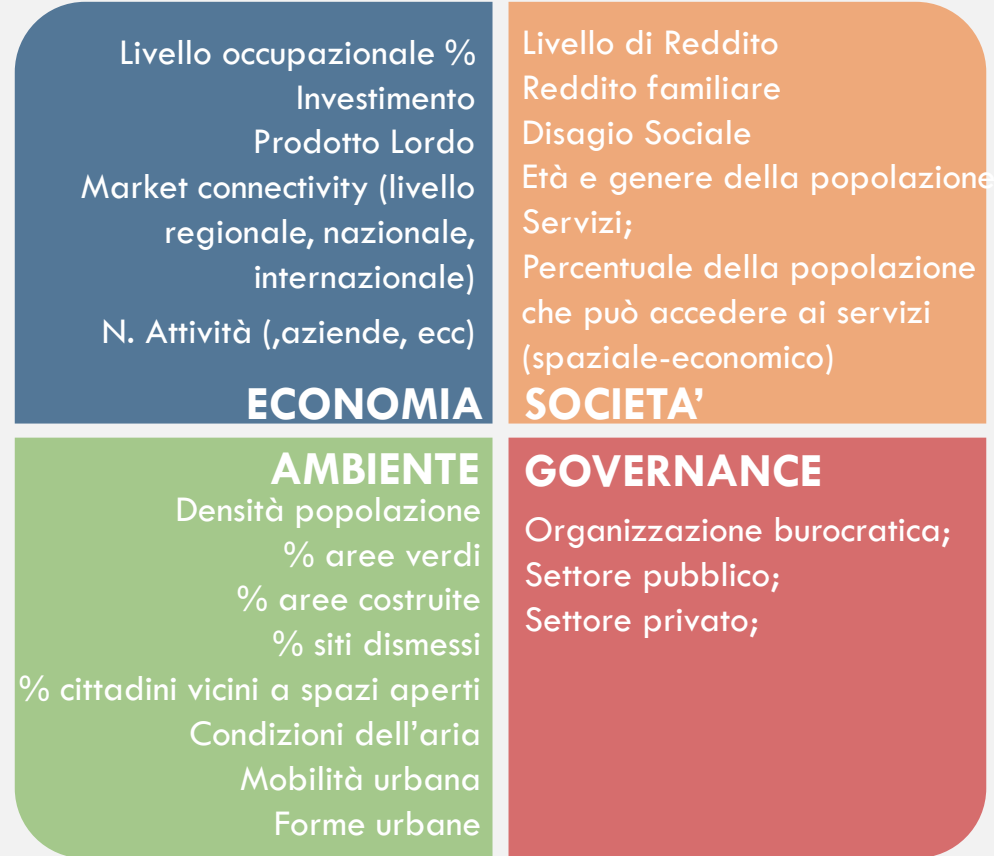 Livello occupazionale %
Investimento
Prodotto Lordo
Market connectivity (livello
regionale, nazionale,
internazionale)
N. Attività (,aziende, ecc)
ECONOMIA
Livello di Reddito
Reddito familiare
Disagio Sociale
Età e genere della popolazione
Servizi;
Percentuale della popolazione
che può accedere ai servizi
(spaziale-economico)
SOCIETA’
AMBIENTE
Densità popolazione
% aree verdi
% aree costruite
% siti dismessi
% cittadini vicini a spazi aperti
Condizioni dell’aria
Mobilità urbana
Forme urbane
GOVERNANCE
Organizzazione burocratica;
Settore pubblico;
Settore privato;